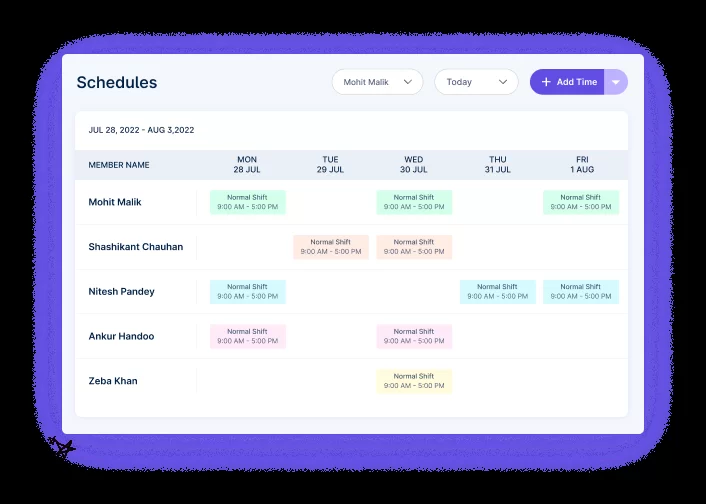 Schedules
Mohit Malik
Today
+ Add Time
JUL 28, 2022 - AUG 3,2022
MEMBER NAME
MON TUE WED THU FRI
28 JUL 29 JUL 30 JUL 31 JUL 1 AUG
Mohit Malik
Normal Shift Normal Shift Normal Shift
9:00 AM - 5:00 PM 9:00 AM - 5:00 PM 9:00 AM - 5:00 PM
Shashikant Chauhan
Normal Shift Normal Shift
9:00 AM - 5:00 PM 9:00 AM - 5:00 PM
Nitesh Pandey
Normal Shift Normal Shift Normal Shift
9:00 AM - 5:00 PM 9:00 AM - 5:00 PM 9:00 AM - 5:00 PM
Ankur Handoo
Normal Shift Normal Shift
9:00 AM - 5:00 PM 9:00 AM - 5:00 PM
Zeba Khan
Normal Shift
9:00 AM - 5:00 PM